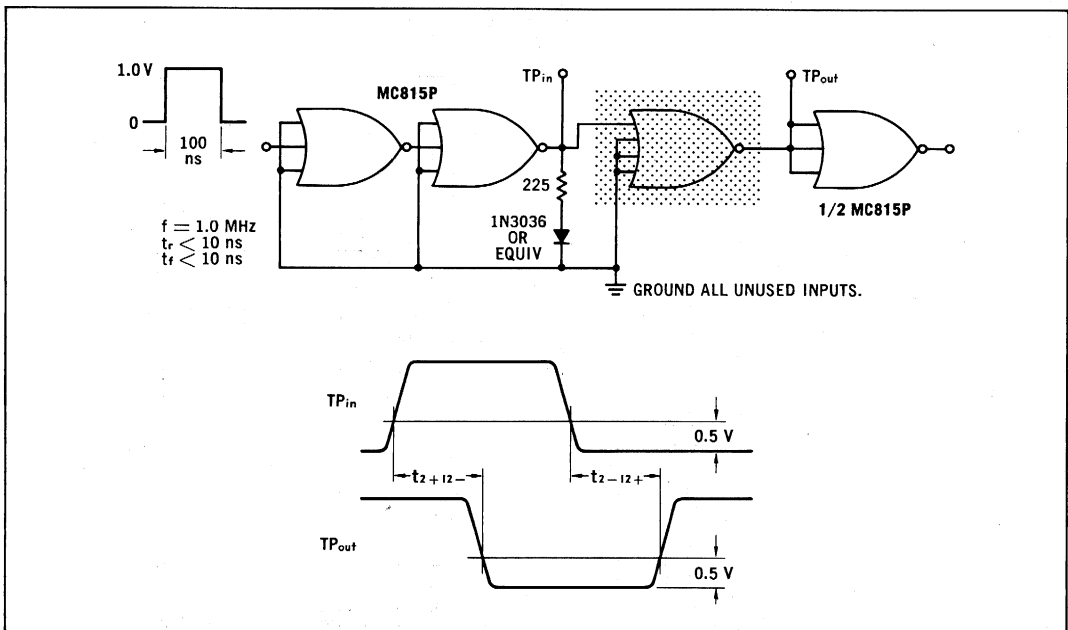 1.0 V
0
100
ns
f = 1.0 MHz
tr < 10 ns
tf < 10 ns
MC815P
TPin
225
1N3036
OR
EQUIV
GROUND ALL UNUSED INPUTS.
TPout
1/2 MC815P
TPin
0.5 V
t2+12−
t2−12+
TPout
0.5 V